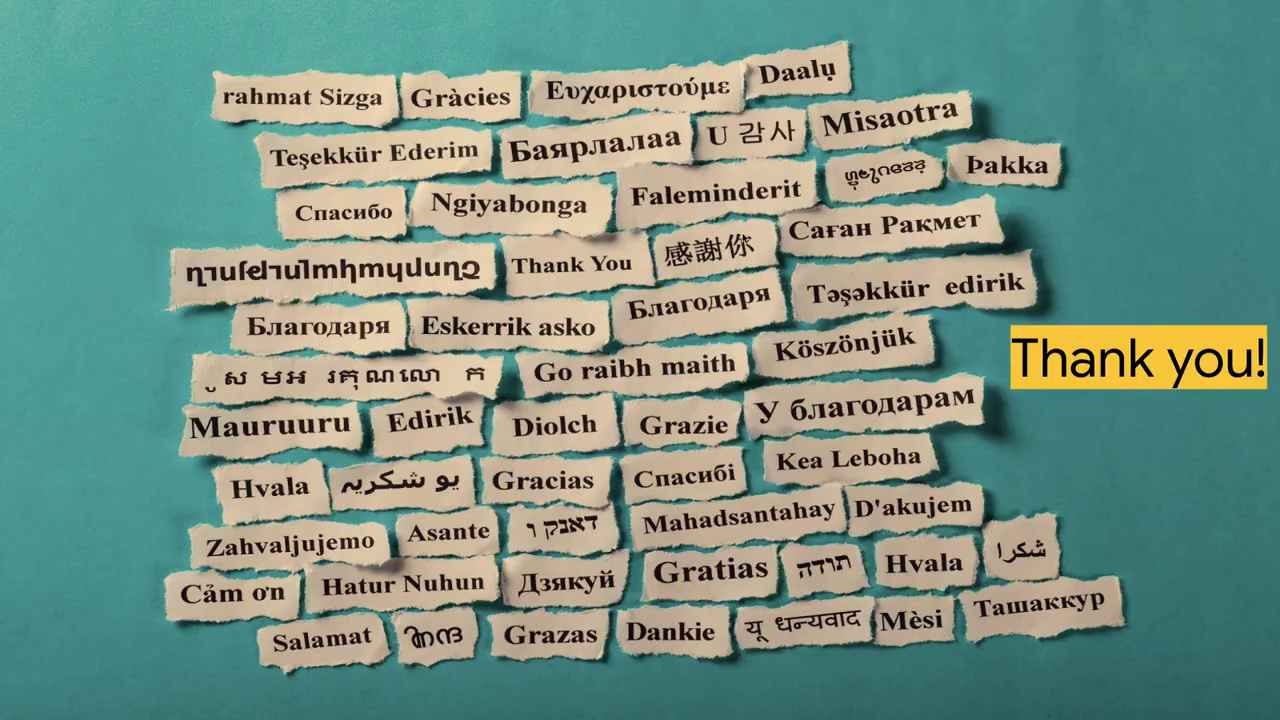 rahmat Sizga Gràcies Ευχαριστούμε Daalụ
Teşekkür Ederim Баярлалаа U 감사 Misaotra
Спасибо Ngiyabonga Faleminderit Þakka
Thank You 感謝你 Саған Рақмет
Благодаря Eskerrik asko Благодаря Təşəkkür edirik
Go raibh maith Köszönjük
Thank you!
Mauruuru Edirik Diolch Grazie У благодарам
Hvala یو شکریہ Gracias Спасибі Kea Leboha
Zahvaljujemo Asante דאנק ו Mahadsantahay D'akujem
Cảm ơn Hatur Nuhun Дзякуй Gratias תודה Hvala شكرا
Salamat Grazas Dankie यू धन्यवाद Mèsi Ташаккур